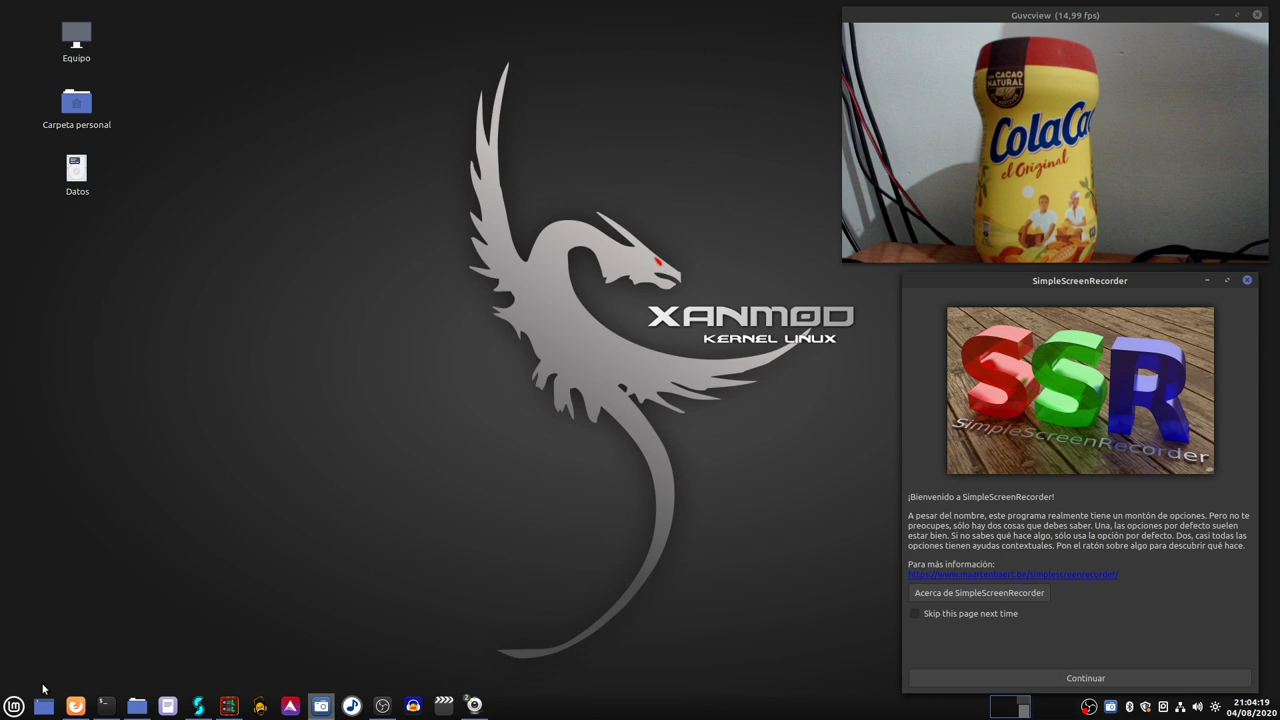 Equipo
Carpeta personal
Datos
XANMOD
KERNEL LINUX
Guvcview (14,99 fps)
CACAO
NATURAL
ColaCa
el Original
SimpleScreenRecorder
SSR
SimpleScreenRecorder
¡Bienvenido a SimpleScreenRecorder!
A pesar del nombre, este programa realmente tiene un montón de opciones. Pero no te
preocupes, sólo hay dos cosas que debes saber. Una, las opciones por defecto suelen
estar bien. Si no sabes qué hace algo, sólo usa la opción por defecto. Dos, casi todas las
opciones tienen ayudas contextuales. Pon el ratón sobre algo para descubrir qué hace.
Para más información:
https://www.maartenbaert.be/simplescreenrecorder/
Acerca de SimpleScreenRecorder
Skip this page next time
Continuar
21:04:19
04/08/2020